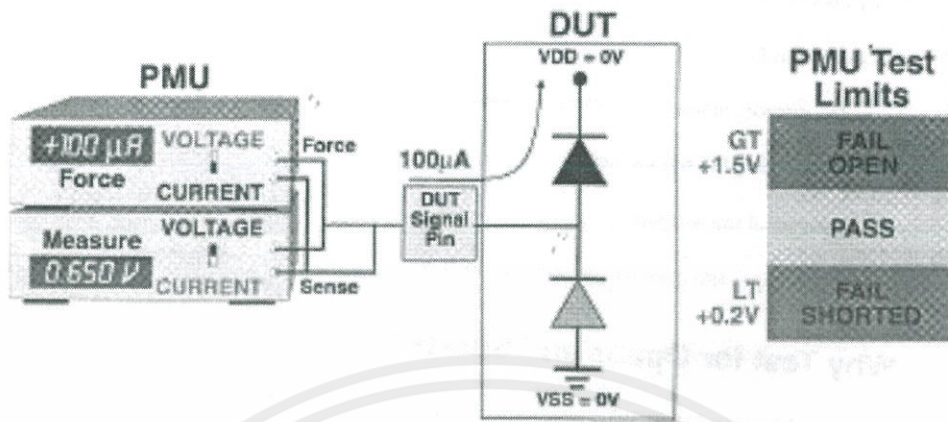 DUT
VDD = 0V
PMU
PMU Test
Limits
+100 µA
VOLTAGE
Force
Force
CURRENT
100µA
GT
+1.5V
FAIL
OPEN
DUT
Signal
Pin
PASS
Measure
VOLTAGE
0.650 V
CURRENT
Sense
LT
+0.2V
FAIL
SHORTED
VSS = 0V